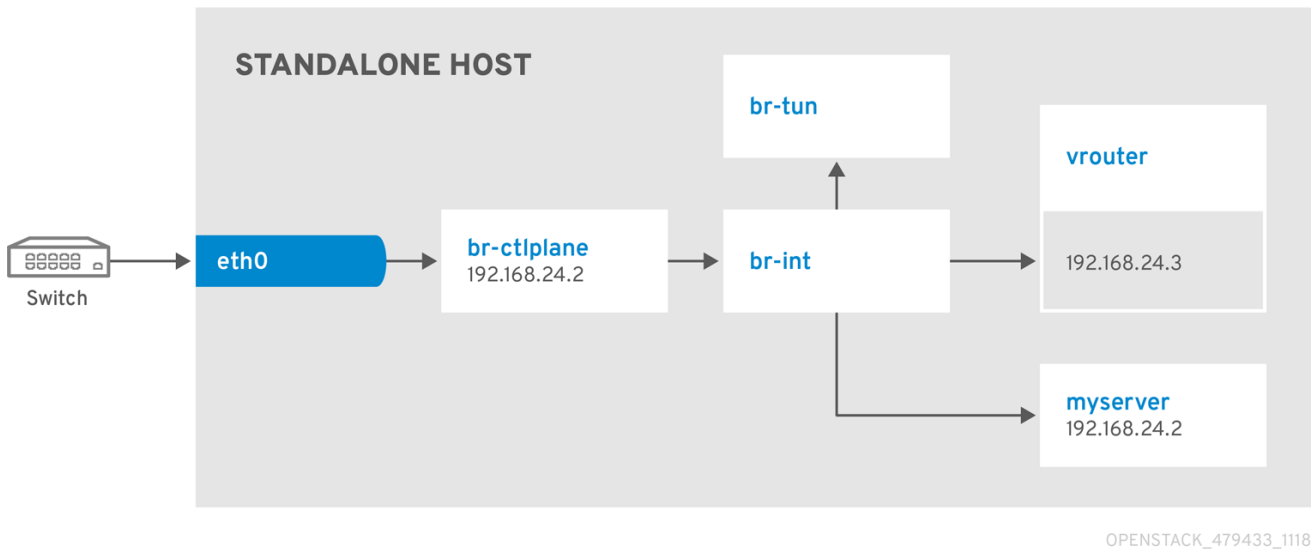 STANDALONE HOST
br-tun
vrouter
192.168.24.3
Switch
eth0
br-ctlplane
192.168.24.2
br-int
myserver
192.168.24.2
OPENSTACK_479433_1118